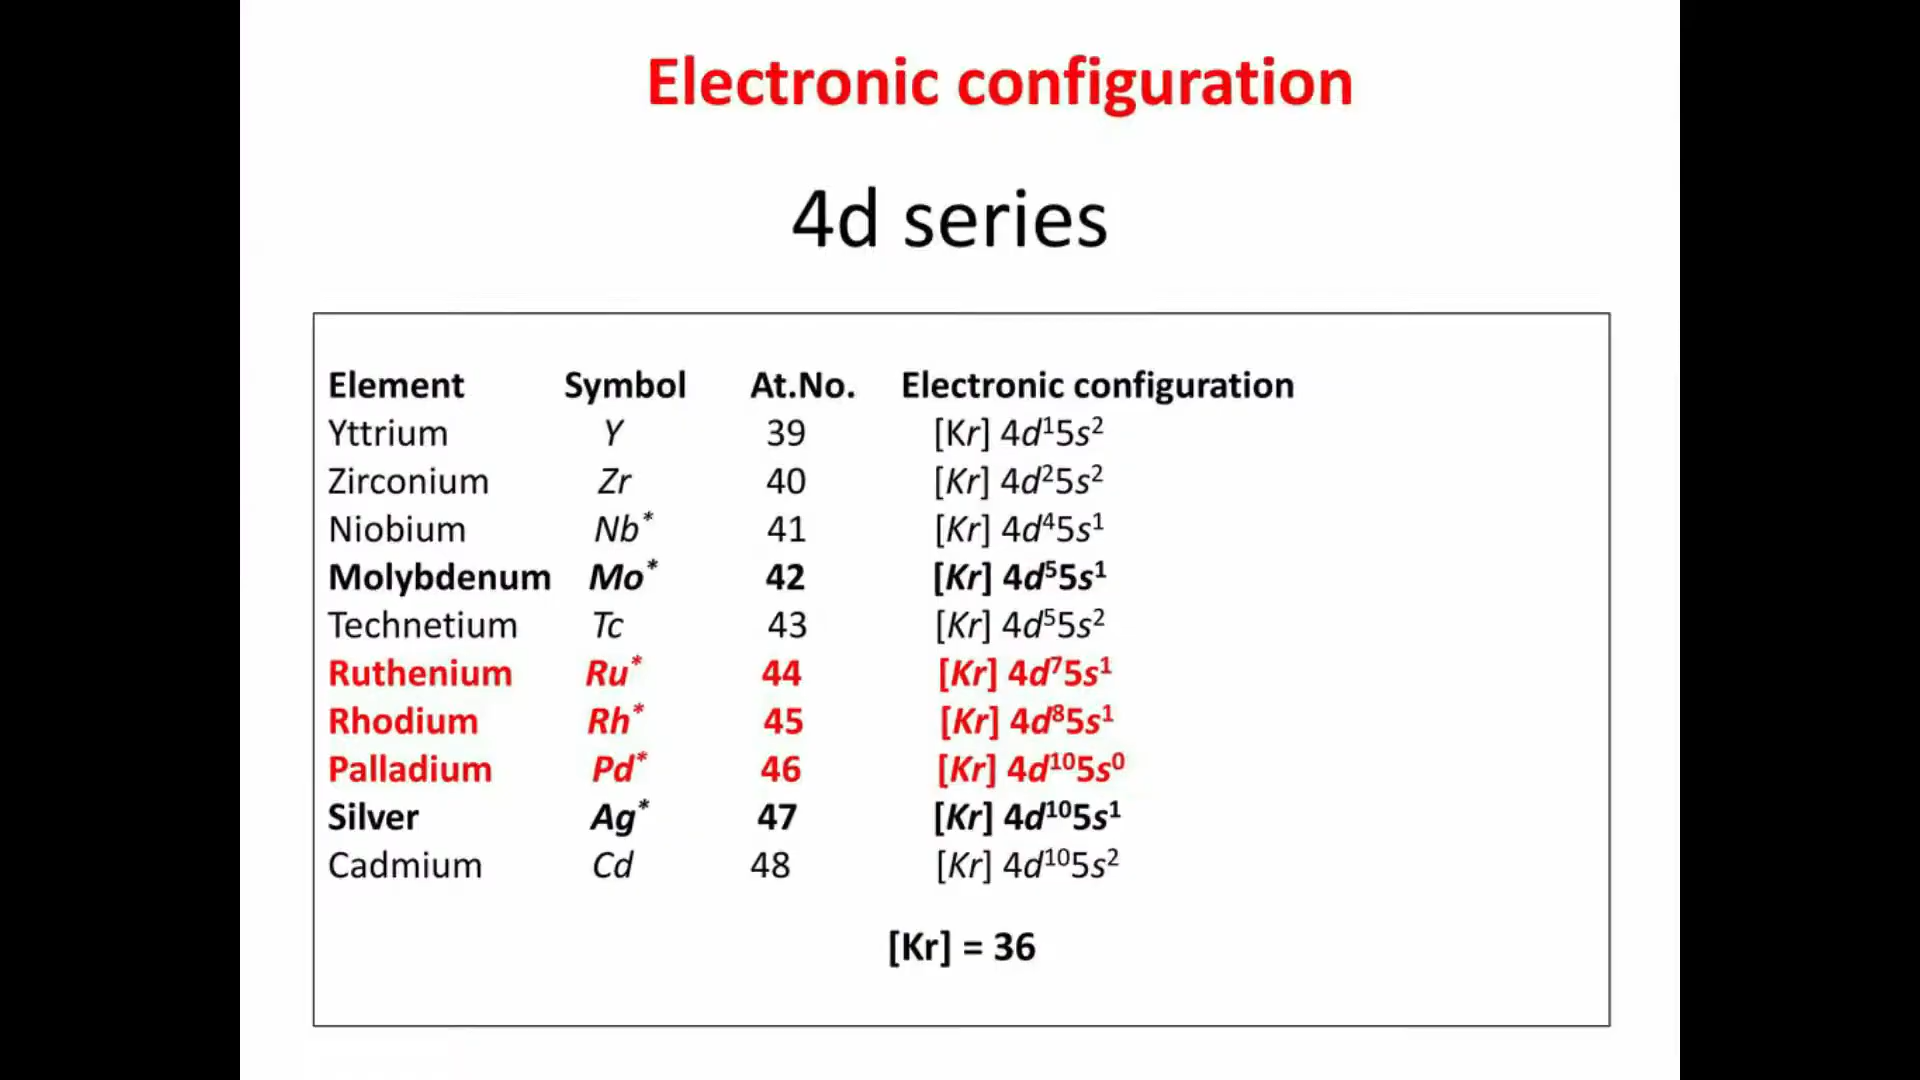 Electronic configuration
4d series
Element Symbol At.No. Electronic configuration
Yttrium Y 39 [Kr] 4d¹5s²
Zirconium Zr 40 [Kr] 4d²5s²
Niobium Nb* 41 [Kr] 4d⁴5s¹
Molybdenum Mo* 42 [Kr] 4d⁵5s¹
Technetium Tc 43 [Kr] 4d⁵5s²
Ruthenium Ru* 44 [Kr] 4d⁷5s¹
Rhodium Rh* 45 [Kr] 4d⁸5s¹
Palladium Pd* 46 [Kr] 4d¹⁰5s⁰
Silver Ag* 47 [Kr] 4d¹⁰5s¹
Cadmium Cd 48 [Kr] 4d¹⁰5s²
[Kr] = 36